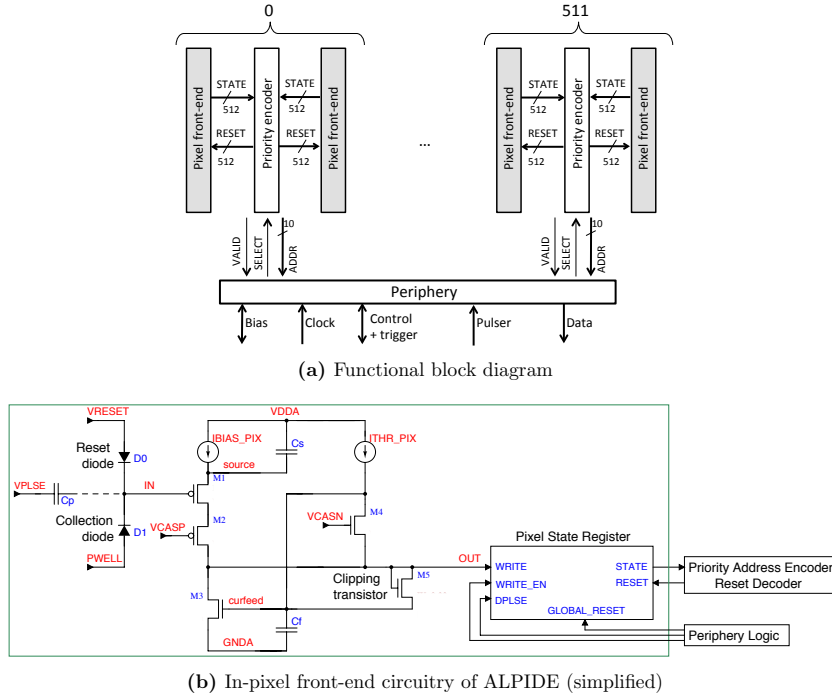 0
511
Pixel front-end
STATE
512
RESET
512
Priority encoder
STATE
512
RESET
512
Pixel front-end
...
Pixel front-end
STATE
512
RESET
512
Priority encoder
STATE
512
RESET
512
Pixel front-end
VALID
SELECT
10
ADDR
VALID
SELECT
10
ADDR
Periphery
Bias
Clock
Control
+ trigger
Pulser
Data
(a) Functional block diagram
VRESET
VDDA
Reset
diode
D0
IBIAS_PIX
Cs
ITHR_PIX
source
VPLSE
Cp
IN
M1
M2
VCASP
VCASN
M4
Collection
diode
D1
PWELL
Clipping
transistor
M5
OUT
M3
curfeed
Cf
GNDA
Pixel State Register
WRITE
STATE
WRITE_EN
RESET
DPLSE
GLOBAL_RESET
Priority Address Encoder
Reset Decoder
Periphery Logic
(b) In-pixel front-end circuitry of ALPIDE (simplified)